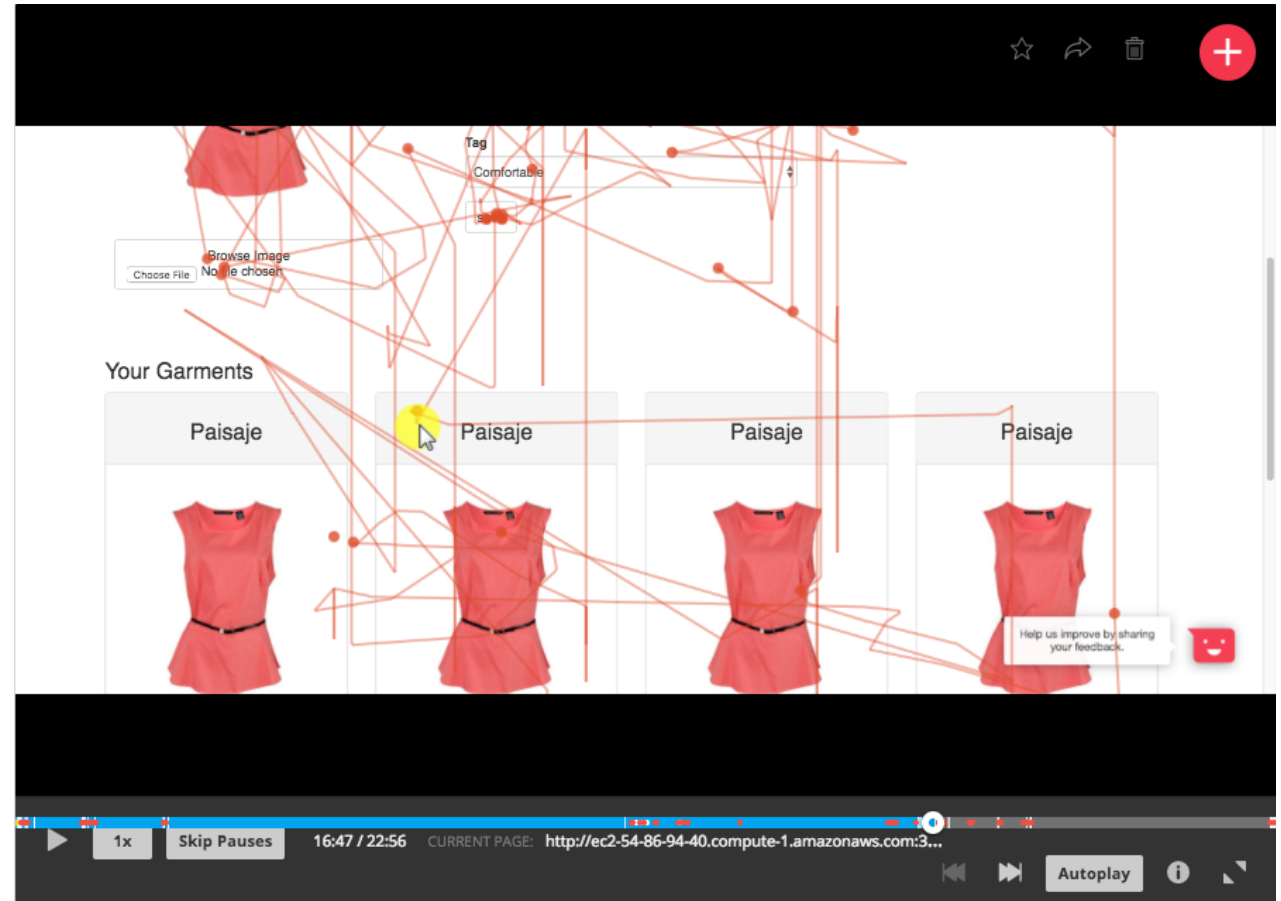 Tag
Comfortable
Browse Image
Choose File No file chosen
Your Garments
Paisaje Paisaje Paisaje Paisaje
Help us improve by sharing
your feedback.
1x Skip Pauses 16:47 / 22:56 CURRENT PAGE: http://ec2-54-86-94-40.compute-1.amazonaws.com:3...
Autoplay